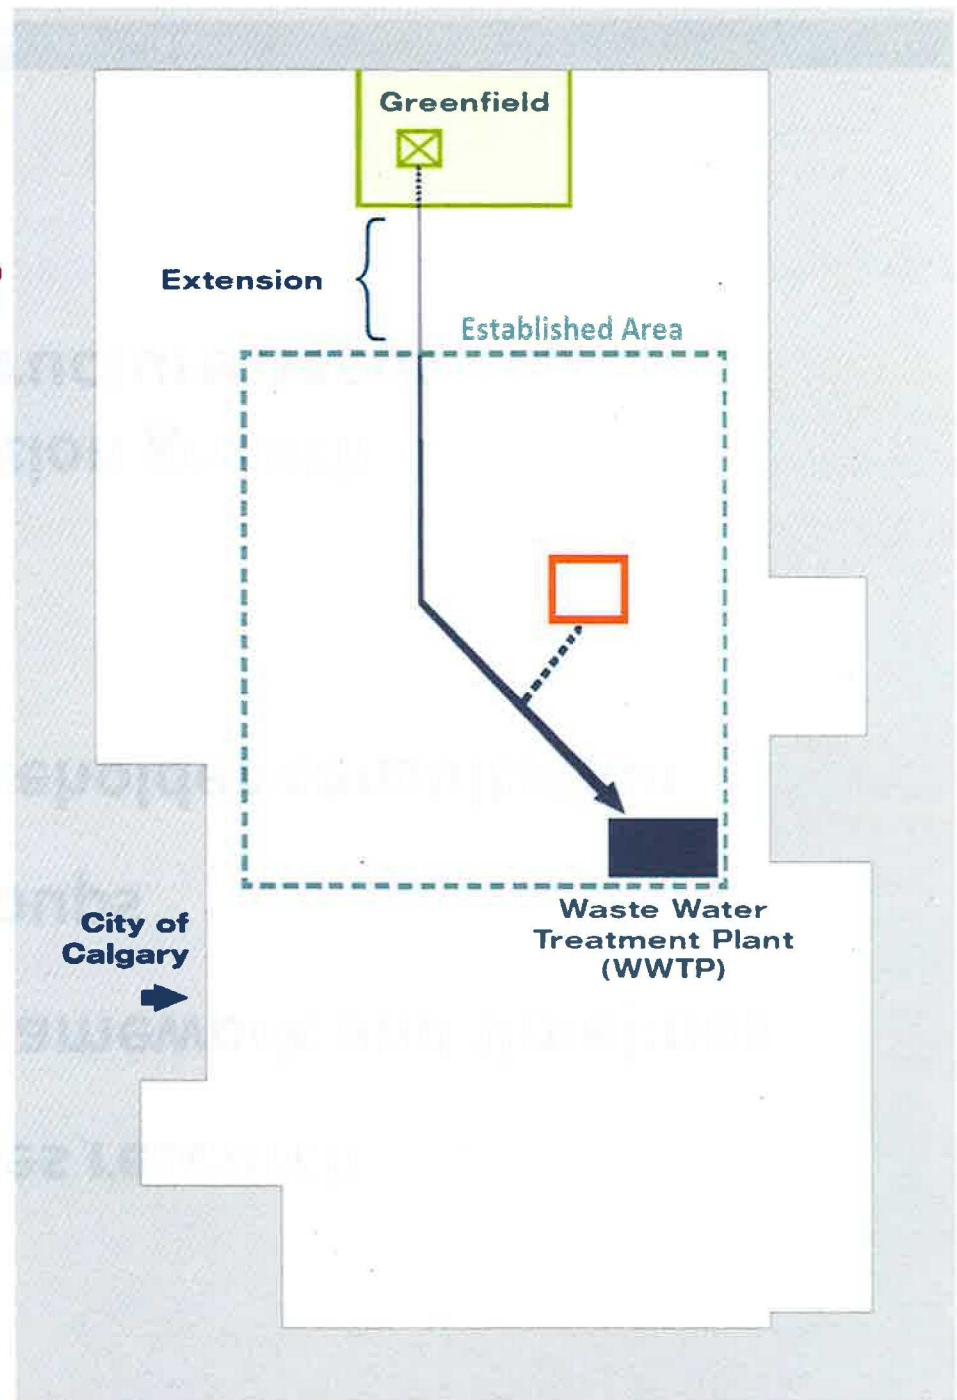 Greenfield
Extension
Established Area
City of
Calgary
Waste Water
Treatment Plant
(WWTP)